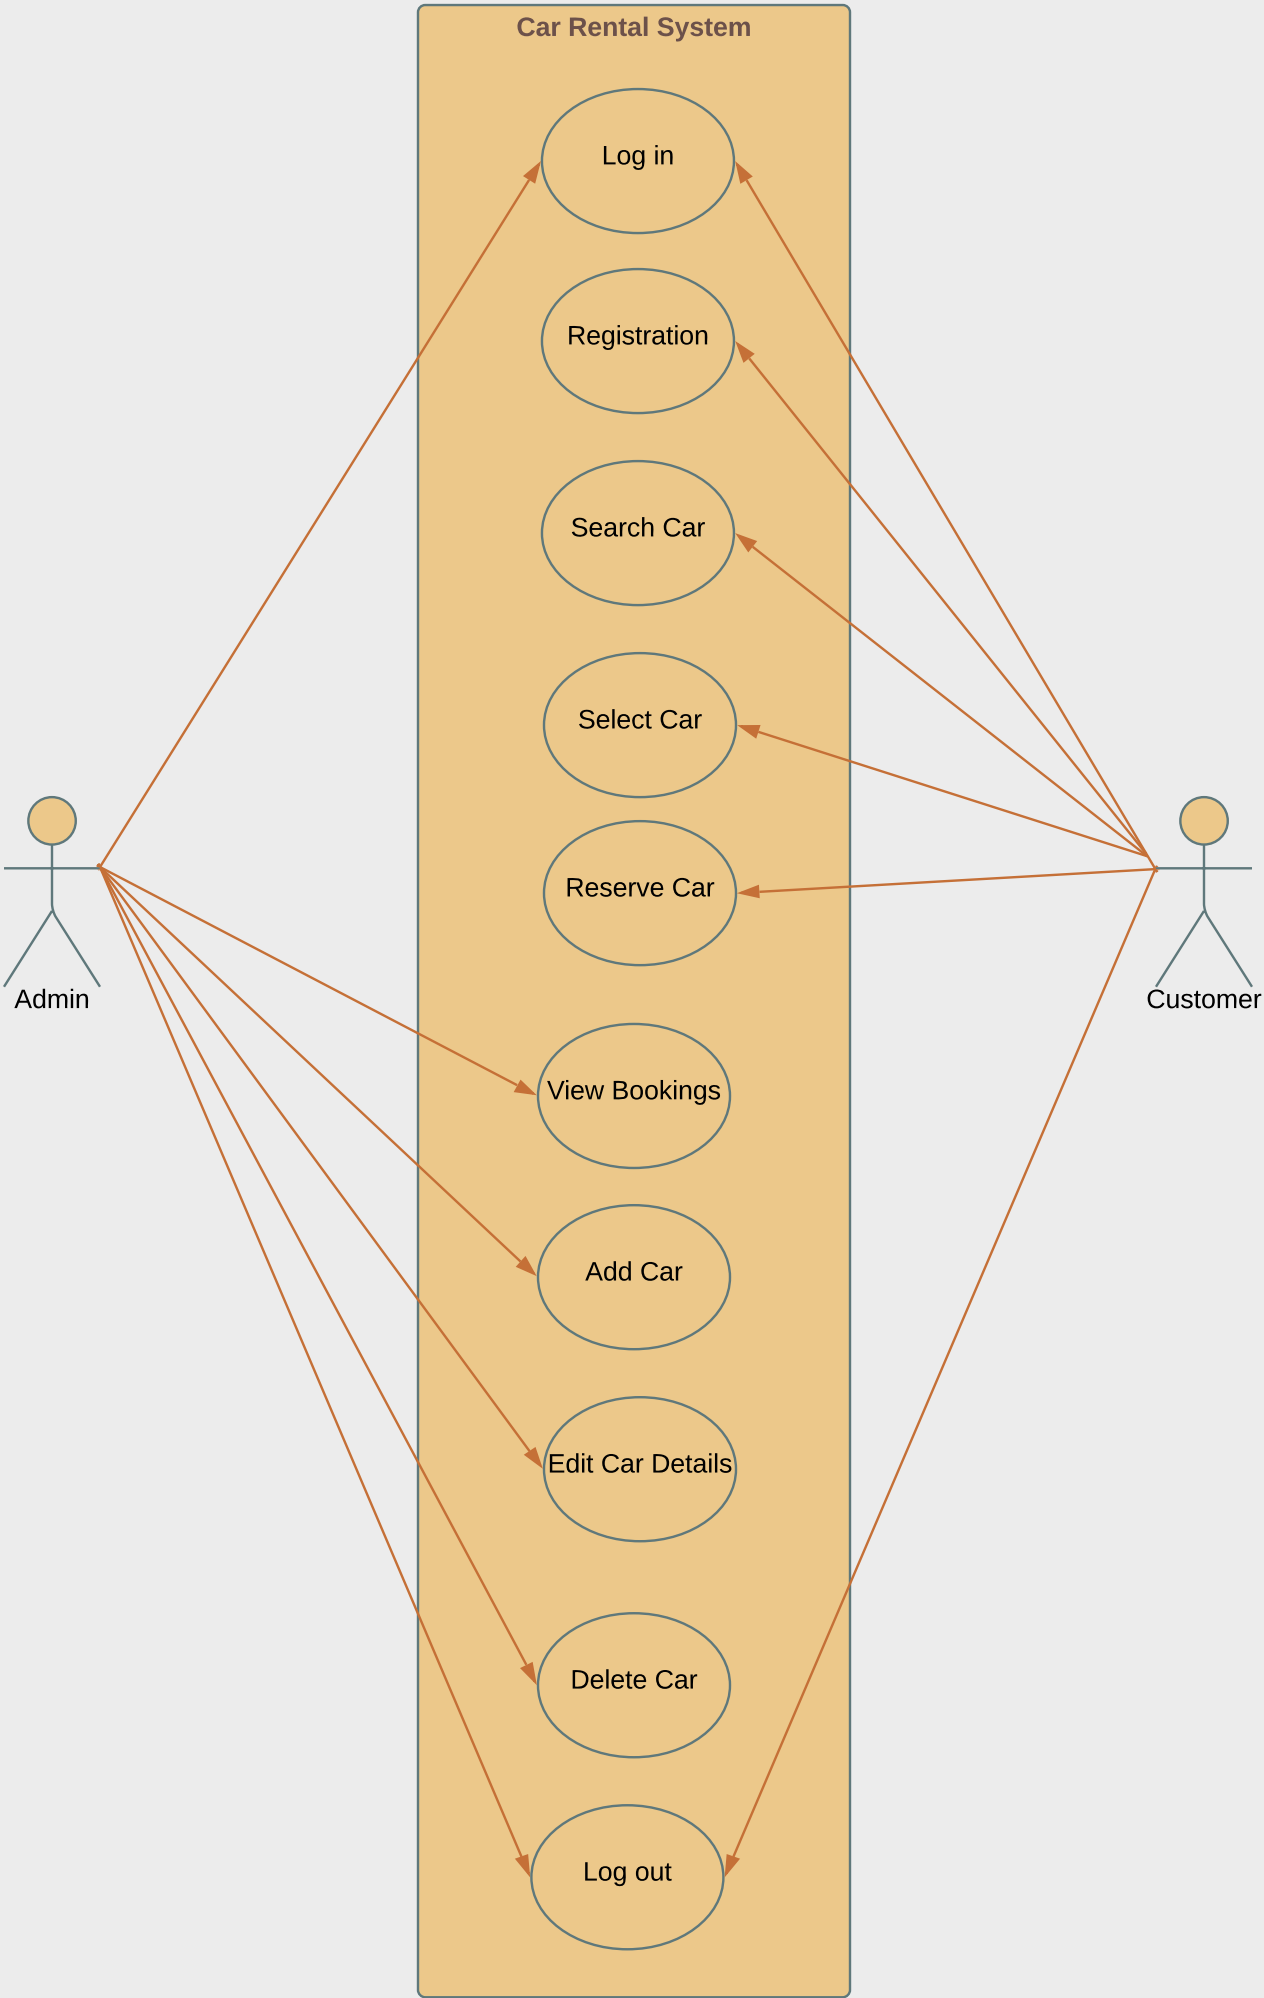 Car Rental System
Log in
Registration
Search Car
Select Car
Reserve Car
Admin
Customer
View Bookings
Add Car
Edit Car Details
Delete Car
Log out